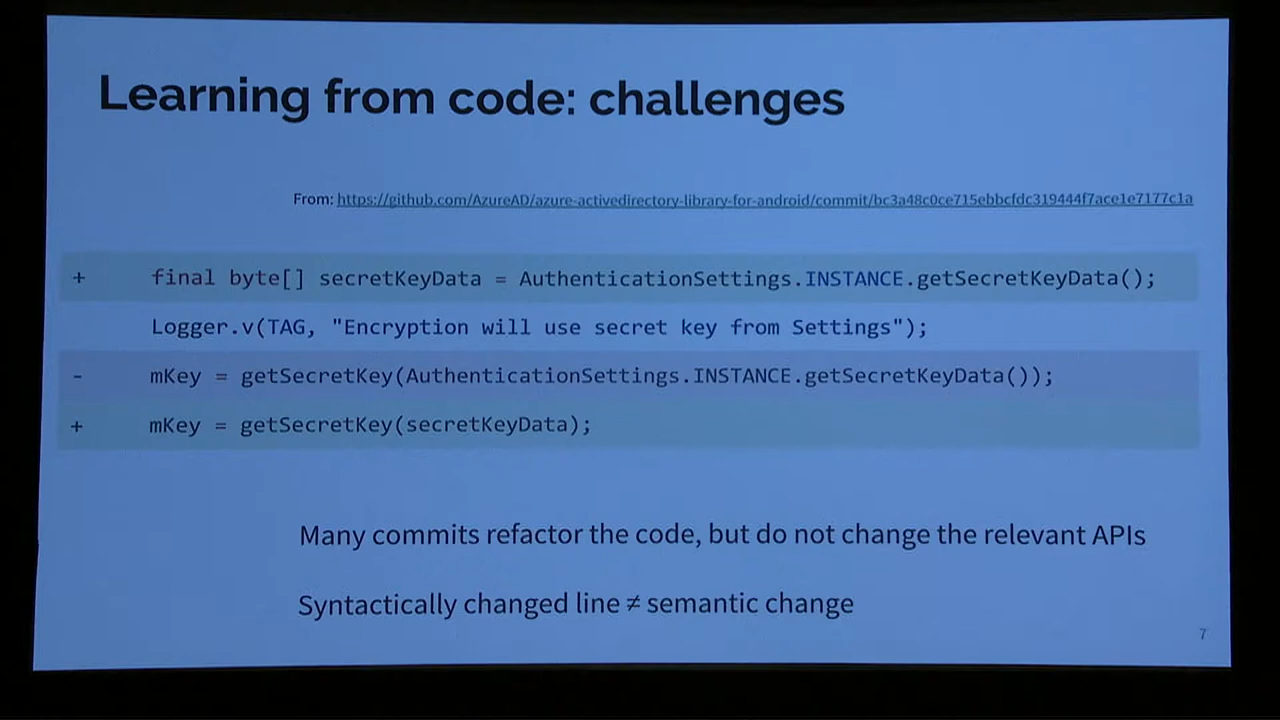 Learning from code: challenges
From: https://github.com/AzureAD/azure-activedirectory-library-for-android/commit/bc3a48c0ce715ebbcfdc319444f7ace1e7177c1a
+ final byte[] secretKeyData = AuthenticationSettings.INSTANCE.getSecretKeyData();
Logger.v(TAG, "Encryption will use secret key from Settings");
- mKey = getSecretKey(AuthenticationSettings.INSTANCE.getSecretKeyData());
+ mKey = getSecretKey(secretKeyData);
Many commits refactor the code, but do not change the relevant APIs
Syntactically changed line ≠ semantic change
7